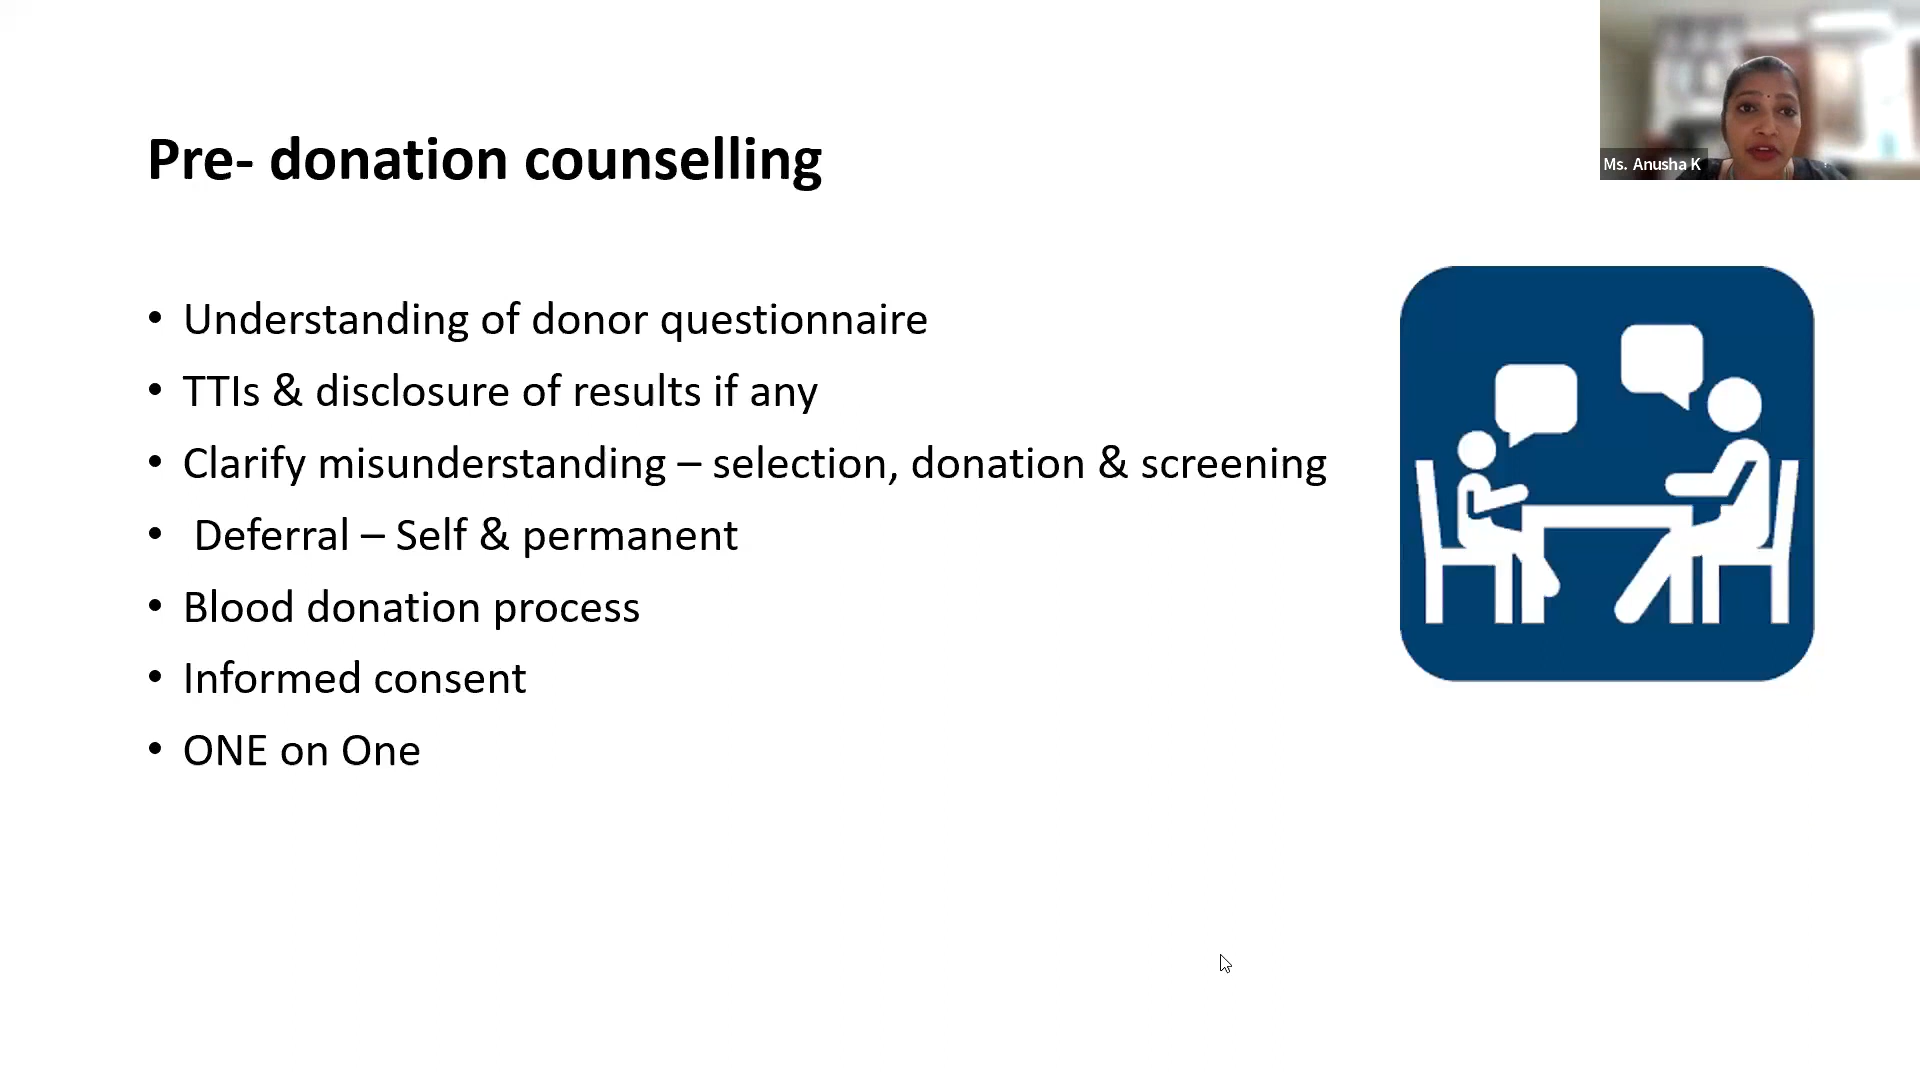 Ms. Anusha K
Pre- donation counselling
• Understanding of donor questionnaire
• TTIs & disclosure of results if any
• Clarify misunderstanding – selection, donation & screening
• Deferral – Self & permanent
• Blood donation process
• Informed consent
• ONE on One